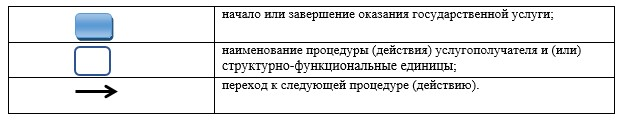 начало или завершение оказания государственной услуги;
наименование процедуры (действия) услугополучателя и (или)
структурно-функциональные единицы;
переход к следующей процедуре (действию).